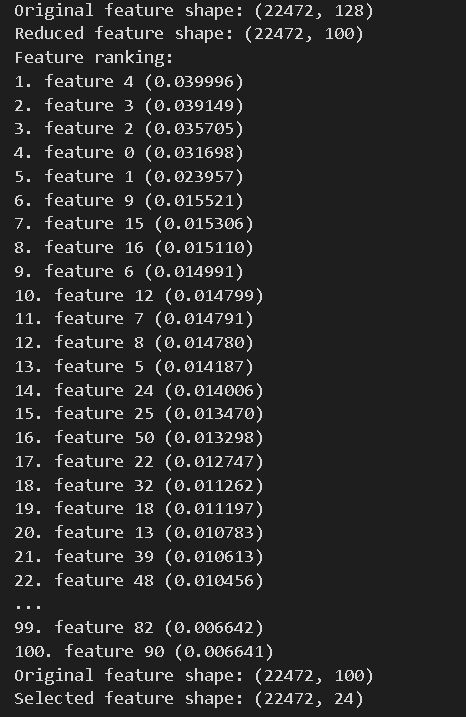 Original feature shape: (22472, 128)
Reduced feature shape: (22472, 100)
Feature ranking:
1. feature 4 (0.039996)
2. feature 3 (0.039149)
3. feature 2 (0.035705)
4. feature 0 (0.031698)
5. feature 1 (0.023957)
6. feature 9 (0.015521)
7. feature 15 (0.015306)
8. feature 16 (0.015110)
9. feature 6 (0.014991)
10. feature 12 (0.014799)
11. feature 7 (0.014791)
12. feature 8 (0.014780)
13. feature 5 (0.014187)
14. feature 24 (0.014006)
15. feature 25 (0.013470)
16. feature 50 (0.013298)
17. feature 22 (0.012747)
18. feature 32 (0.011262)
19. feature 18 (0.011197)
20. feature 13 (0.010783)
21. feature 39 (0.010613)
22. feature 48 (0.010456)
...
99. feature 82 (0.006642)
100. feature 90 (0.006641)
Original feature shape: (22472, 100)
Selected feature shape: (22472, 24)